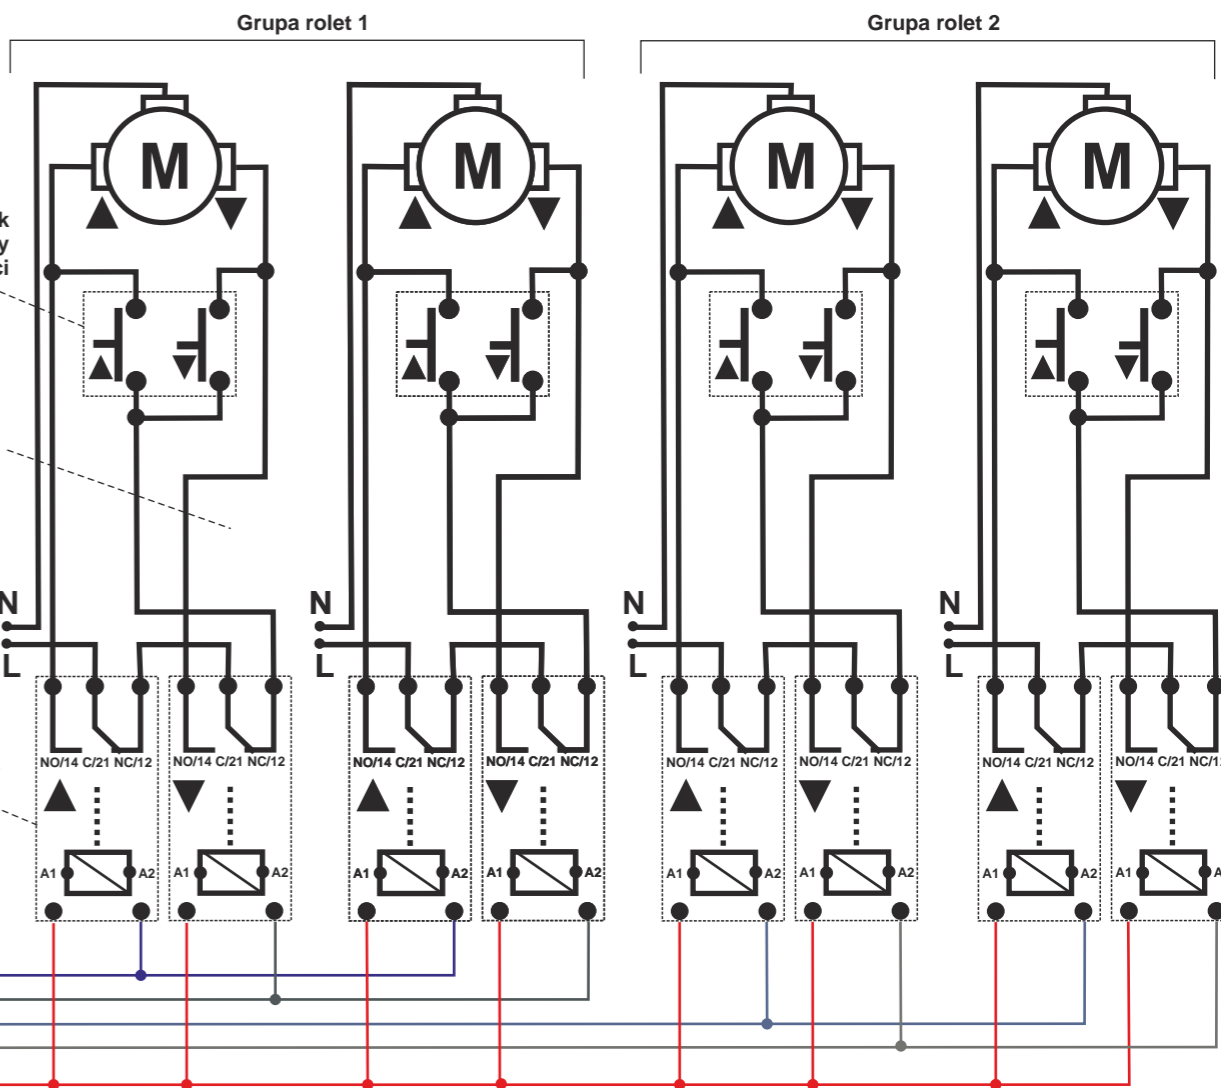 Grupa rolet 1 Grupa rolet 2
M M M M
k
y
ci
N N N N
L L L L
NO/14 C/21 NC/12 NO/14 C/21 NC/12 NO/14 C/21 NC/12 NO/14 C/21 NC/12 NO/14 C/21 NC/12 NO/14 C/21 NC/12 NO/14 C/21 NC/12 NO/14 C/21 NC/12
A1 A2 A1 A2 A1 A2 A1 A2 A1 A2 A1 A2 A1 A2 A1 A